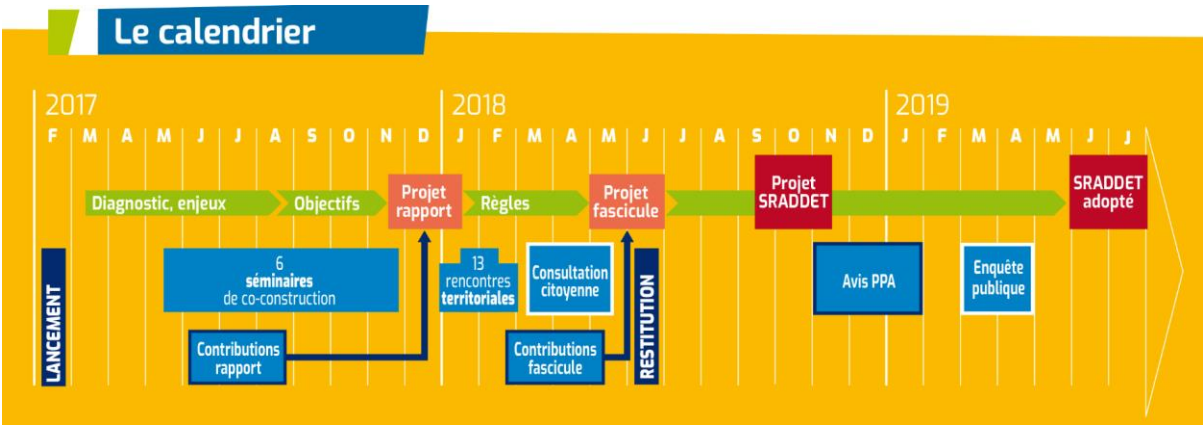 Le calendrier
2017 2018 2019
F M A M J J A S O N D J F M A M J J A S O N D J F M A M J J
Diagnostic, enjeux
Objectifs
Projet
rapport
Règles
Projet
fascicule
Projet
SRADDET
SRADDET
adopté
LANCEMENT
6
séminaires
de co-construction
13
rencontres
territoriales
Consultation
citoyenne
RESTITUTION
Avis PPA
Enquête
publique
Contributions
rapport
Contributions
fascicule